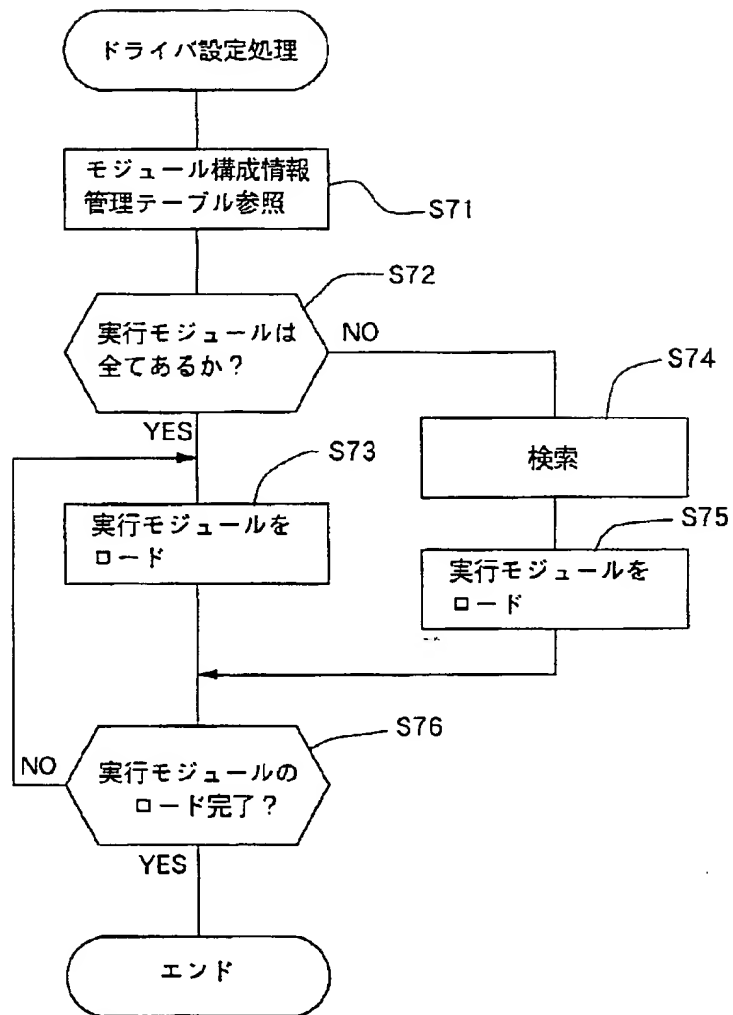 ドライバ設定処理
モジュール構成情報
管理テーブル参照
S71
S72
実行モジュールは
全てあるか？
NO
YES
S74
検索
S73
実行モジュールを
ロード
S75
実行モジュールを
ロード
S76
実行モジュールの
ロード完了？
NO
YES
エンド